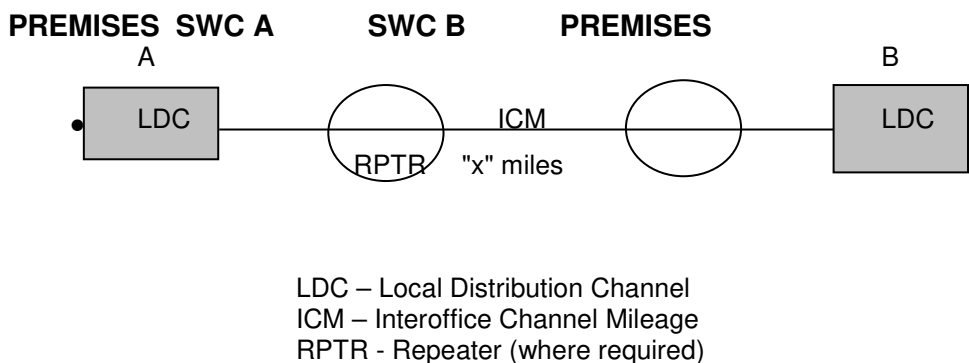 PREMISES SWC A SWC B PREMISES
A B
LDC ICM LDC
RPTR "x" miles
LDC – Local Distribution Channel
ICM – Interoffice Channel Mileage
RPTR - Repeater (where required)